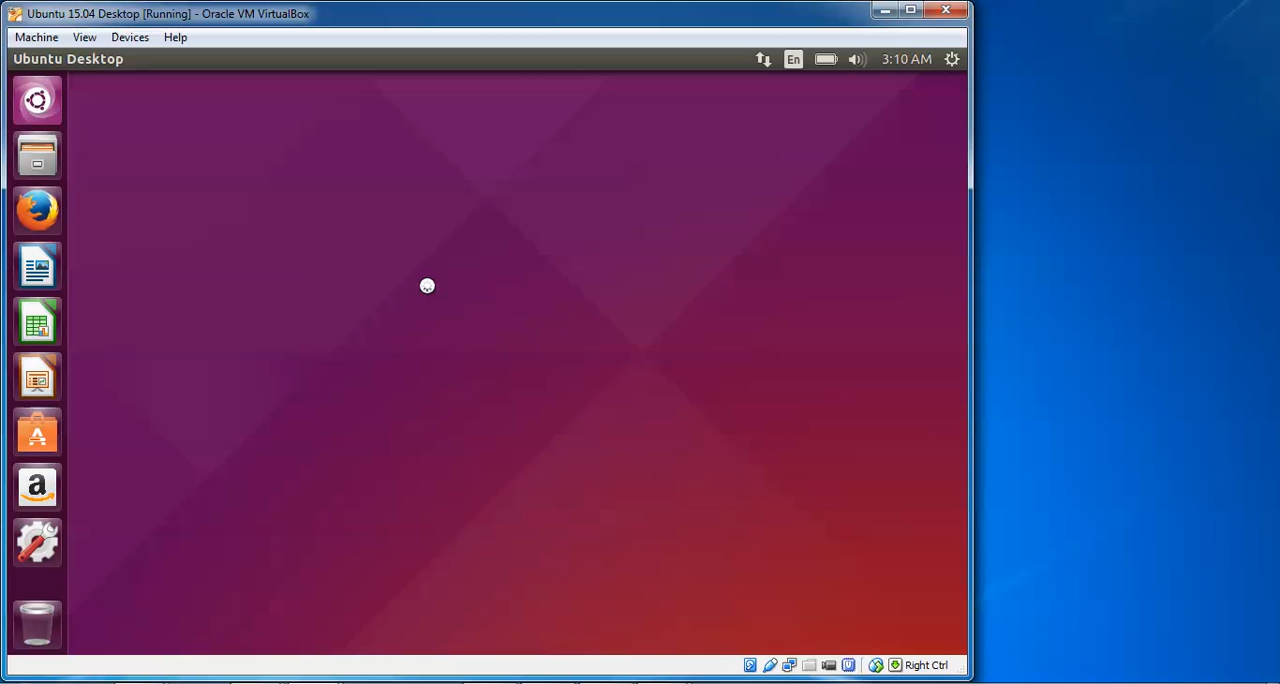 Ubuntu 15.04 Desktop [Running] - Oracle VM VirtualBox
Machine View Devices Help
Ubuntu Desktop En 3:10 AM
a
Right Ctrl